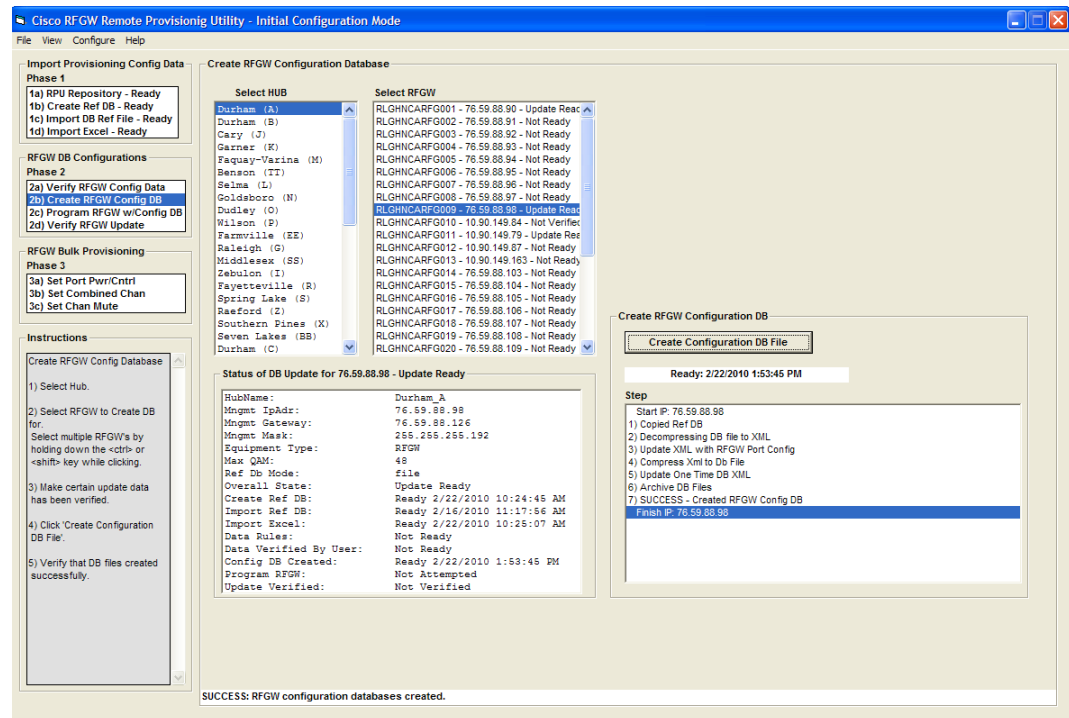 Cisco RFGW Remote Provisionig Utility - Initial Configuration Mode
File View Configure Help
Import Provisioning Config Data
Phase 1
1a) RPU Repository - Ready
1b) Create Ref DB - Ready
1c) Import DB Ref File - Ready
1d) Import Excel - Ready
RFGW DB Configurations
Phase 2
2a) Verify RFGW Config Data
2b) Create RFGW Config DB
2c) Program RFGW w/Config DB
2d) Verify RFGW Update
RFGW Bulk Provisioning
Phase 3
3a) Set Port Pwr/Cntrl
3b) Set Combined Chan
3c) Set Chan Mute
Instructions
Create RFGW Config Database
1) Select Hub.
2) Select RFGW to Create DB
for.
Select multiple RFGW's by
holding down the <ctrl> or
<shift> key while clicking.
3) Make certain update data
has been verified.
4) Click 'Create Configuration
DB File'.
5) Verify that DB files created
successfully.
Create RFGW Configuration Database
Select HUB
Durham (A)
Durham (B)
Cary (J)
Garner (K)
Faquay-Varina (M)
Benson (TT)
Selma (L)
Goldsboro (N)
Dudley (O)
Wilson (P)
Farmville (EE)
Raleigh (G)
Middlesex (SS)
Zebulon (I)
Fayetteville (R)
Spring Lake (S)
Raeford (Z)
Southern Pines (X)
Seven Lakes (BB)
Durham (C)
Select RFGW
RLGHNCARFG001 - 76.59.88.90 - Update Reac
RLGHNCARFG002 - 76.59.88.91 - Not Ready
RLGHNCARFG003 - 76.59.88.92 - Not Ready
RLGHNCARFG004 - 76.59.88.93 - Not Ready
RLGHNCARFG005 - 76.59.88.94 - Not Ready
RLGHNCARFG006 - 76.59.88.95 - Not Ready
RLGHNCARFG007 - 76.59.88.96 - Not Ready
RLGHNCARFG008 - 76.59.88.97 - Not Ready
RLGHNCARFG009 - 76.59.88.98 - Update Reac
RLGHNCARFG010 - 10.90.149.84 - Not Verified
RLGHNCARFG011 - 10.90.149.79 - Update Rea
RLGHNCARFG012 - 10.90.149.87 - Not Ready
RLGHNCARFG013 - 10.90.149.163 - Not Ready
RLGHNCARFG014 - 76.59.88.103 - Not Ready
RLGHNCARFG015 - 76.59.88.104 - Not Ready
RLGHNCARFG016 - 76.59.88.105 - Not Ready
RLGHNCARFG017 - 76.59.88.106 - Not Ready
RLGHNCARFG018 - 76.59.88.107 - Not Ready
RLGHNCARFG019 - 76.59.88.108 - Not Ready
RLGHNCARFG020 - 76.59.88.109 - Not Ready
Status of DB Update for 76.59.88.98 - Update Ready
HubName: Durham_A
Mngmt IpAdr: 76.59.88.98
Mngmt Gateway: 76.59.88.126
Mngmt Mask: 255.255.255.192
Equipment Type: RFGW
Max QAM: 48
Ref Db Mode: file
Overall State: Update Ready
Create Ref DB: Ready 2/22/2010 10:24:45 AM
Import Ref DB: Ready 2/16/2010 11:17:56 AM
Import Excel: Ready 2/22/2010 10:25:07 AM
Data Rules: Not Ready
Data Verified By User: Not Ready
Config DB Created: Ready 2/22/2010 1:53:45 PM
Program RFGW: Not Attempted
Update Verified: Not Verified
Create RFGW Configuration DB
Create Configuration DB File
Ready: 2/22/2010 1:53:45 PM
Step
Start IP: 76.59.88.98
1) Copied Ref DB
2) Decompressing DB file to XML
3) Update XML with RFGW Port Config
4) Compress Xml to Db File
5) Update One Time DB XML
6) Archive DB Files
7) SUCCESS - Created RFGW Config DB
Finish IP: 76.59.88.98
SUCCESS: RFGW configuration databases created.